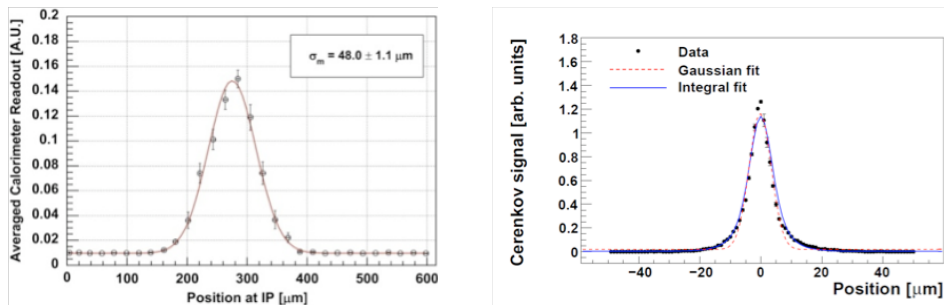 0.2
0.18
0.16
0.14
0.12
0.1
0.08
0.06
0.04
0.02
0
Averaged Calorimeter Readout [A.U.]
σm = 48.0 ± 1.1 μm
0 100 200 300 400 500 600
Position at IP [μm]
1.8
1.6
1.4
1.2
1
0.8
0.6
0.4
0.2
0
Cerenkov signal [arb. units]
Data
Gaussian fit
Integral fit
−40 −20 0 20 40
Position [μm]